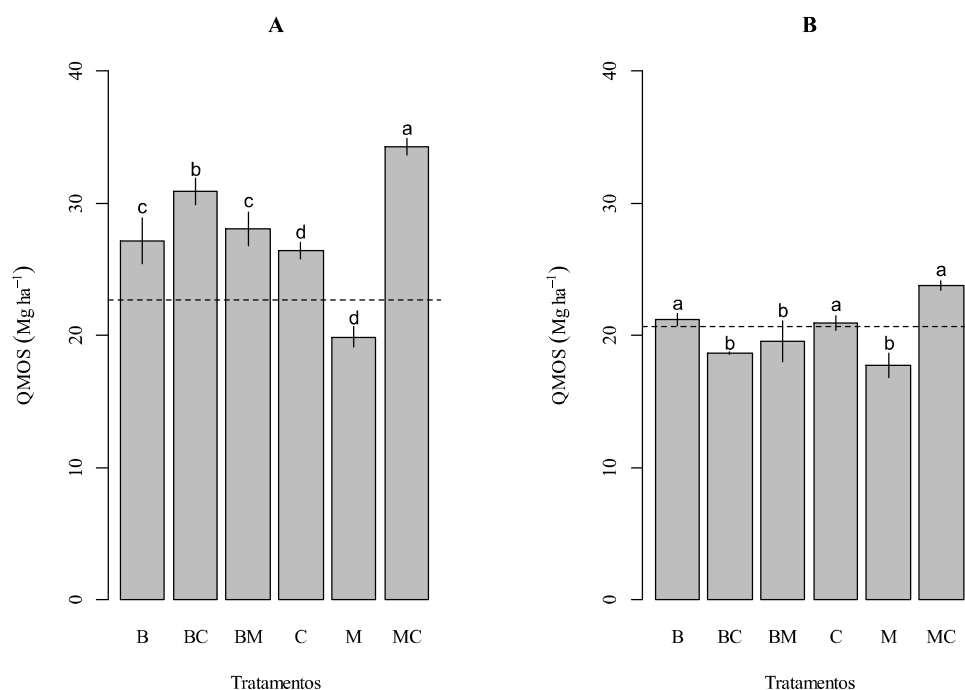 A
QMOS (Mg ha⁻¹)
40
30
20
10
0
c
b
c
d
d
a
B BC BM C M MC
Tratamentos
B
QMOS (Mg ha⁻¹)
40
30
20
10
0
a
b
b
a
b
a
B BC BM C M MC
Tratamentos